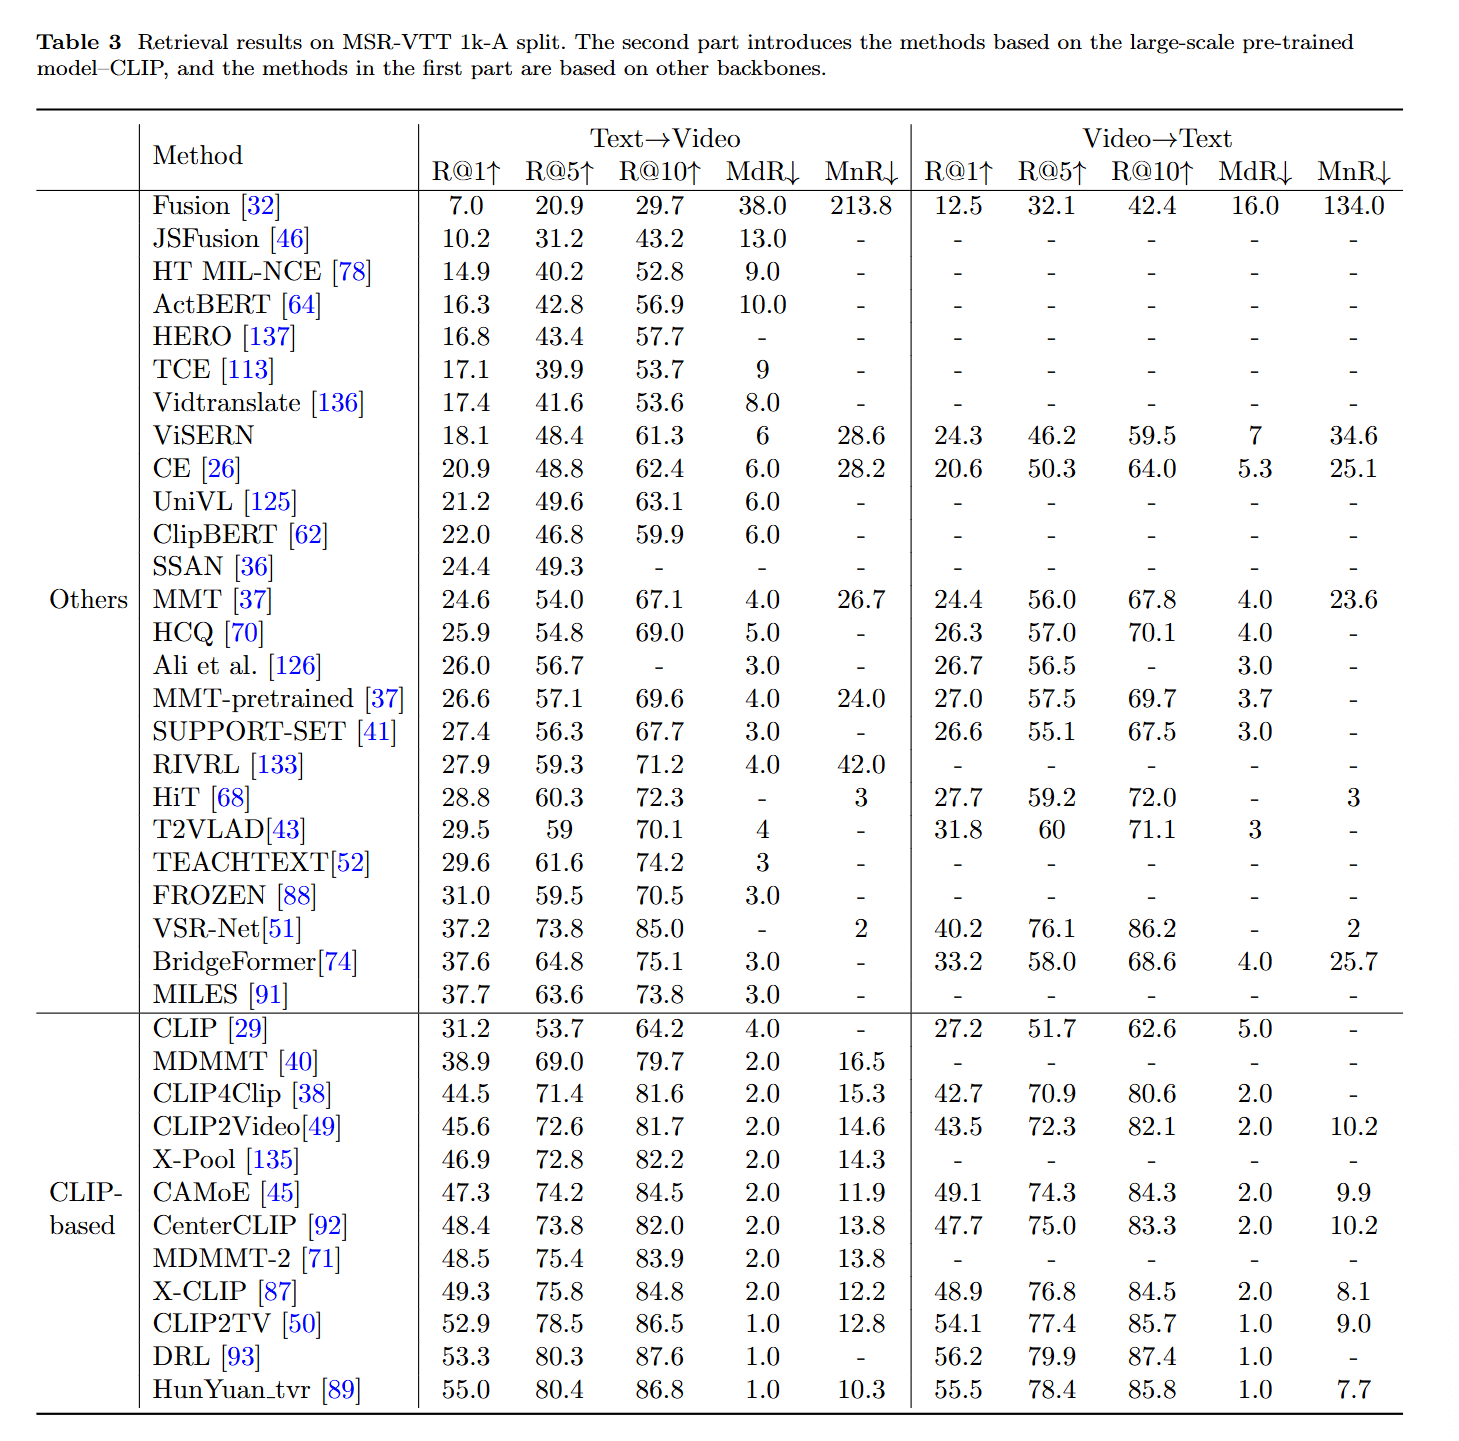 Table 3 Retrieval results on MSR-VTT 1k-A split. The second part introduces the methods based on the large-scale pre-trained
model–CLIP, and the methods in the first part are based on other backbones.
Method Text→Video Video→Text
R@1↑ R@5↑ R@10↑ MdR↓ MnR↓ R@1↑ R@5↑ R@10↑ MdR↓ MnR↓
Fusion [32] 7.0 20.9 29.7 38.0 213.8 12.5 32.1 42.4 16.0 134.0
JSFusion [46] 10.2 31.2 43.2 13.0 - - - - - -
HT MIL-NCE [78] 14.9 40.2 52.8 9.0 - - - - - -
ActBERT [64] 16.3 42.8 56.9 10.0 - - - - - -
HERO [137] 16.8 43.4 57.7 - - - - - - -
TCE [113] 17.1 39.9 53.7 9 - - - - - -
Vidtranslate [136] 17.4 41.6 53.6 8.0 - - - - - -
ViSERN 18.1 48.4 61.3 6 28.6 24.3 46.2 59.5 7 34.6
CE [26] 20.9 48.8 62.4 6.0 28.2 20.6 50.3 64.0 5.3 25.1
UniVL [125] 21.2 49.6 63.1 6.0 - - - - - -
ClipBERT [62] 22.0 46.8 59.9 6.0 - - - - - -
SSAN [36] 24.4 49.3 - - - - - - - -
Others MMT [37] 24.6 54.0 67.1 4.0 26.7 24.4 56.0 67.8 4.0 23.6
HCQ [70] 25.9 54.8 69.0 5.0 - 26.3 57.0 70.1 4.0 -
Ali et al. [126] 26.0 56.7 - 3.0 - 26.7 56.5 - 3.0 -
MMT-pretrained [37] 26.6 57.1 69.6 4.0 24.0 27.0 57.5 69.7 3.7 -
SUPPORT-SET [41] 27.4 56.3 67.7 3.0 - 26.6 55.1 67.5 3.0 -
RIVRL [133] 27.9 59.3 71.2 4.0 42.0 - - - - -
HiT [68] 28.8 60.3 72.3 - 3 27.7 59.2 72.0 - 3
T2VLAD[43] 29.5 59 70.1 4 - 31.8 60 71.1 3 -
TEACHTEXT[52] 29.6 61.6 74.2 3 - - - - - -
FROZEN [88] 31.0 59.5 70.5 3.0 - - - - - -
VSR-Net[51] 37.2 73.8 85.0 - 2 40.2 76.1 86.2 - 2
BridgeFormer[74] 37.6 64.8 75.1 3.0 - 33.2 58.0 68.6 4.0 25.7
MILES [91] 37.7 63.6 73.8 3.0 - - - - - -
CLIP [29] 31.2 53.7 64.2 4.0 - 27.2 51.7 62.6 5.0 -
MDMMT [40] 38.9 69.0 79.7 2.0 16.5 - - - - -
CLIP4Clip [38] 44.5 71.4 81.6 2.0 15.3 42.7 70.9 80.6 2.0 -
CLIP2Video[49] 45.6 72.6 81.7 2.0 14.6 43.5 72.3 82.1 2.0 10.2
X-Pool [135] 46.9 72.8 82.2 2.0 14.3 - - - - -
CLIP- CAMoE [45] 47.3 74.2 84.5 2.0 11.9 49.1 74.3 84.3 2.0 9.9
based CenterCLIP [92] 48.4 73.8 82.0 2.0 13.8 47.7 75.0 83.3 2.0 10.2
MDMMT-2 [71] 48.5 75.4 83.9 2.0 13.8 - - - - -
X-CLIP [87] 49.3 75.8 84.8 2.0 12.2 48.9 76.8 84.5 2.0 8.1
CLIP2TV [50] 52.9 78.5 86.5 1.0 12.8 54.1 77.4 85.7 1.0 9.0
DRL [93] 53.3 80.3 87.6 1.0 - 56.2 79.9 87.4 1.0 -
HunYuan_tvr [89] 55.0 80.4 86.8 1.0 10.3 55.5 78.4 85.8 1.0 7.7